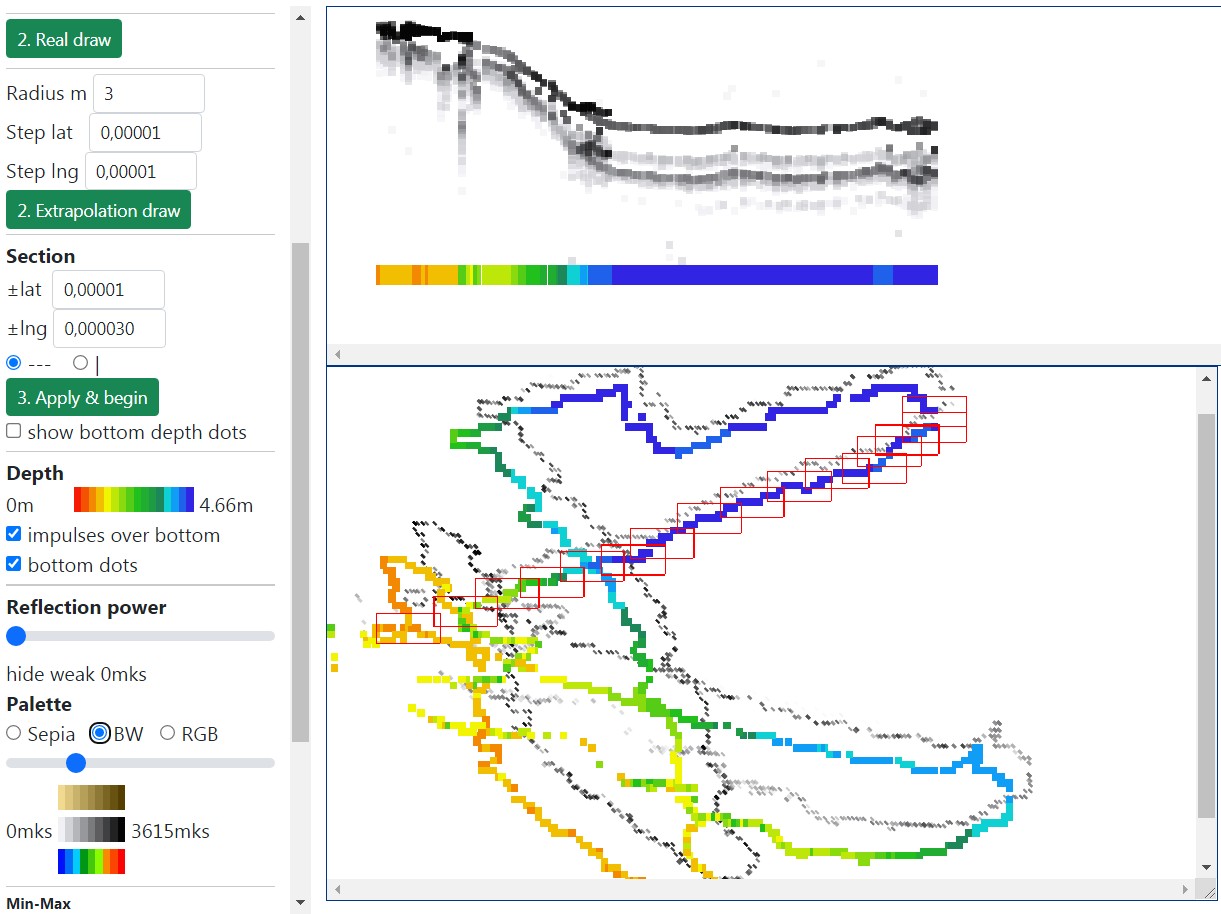 2. Real draw
Radius m 3
Step lat 0,00001
Step lng 0,00001
2. Extrapolation draw
Section
±lat 0,00001
±lng 0,000030
--- |
3. Apply & begin
show bottom depth dots
Depth
0m 4.66m
impulses over bottom
bottom dots
Reflection power
hide weak 0mks
Palette
Sepia BW RGB
0mks 3615mks
Min-Max